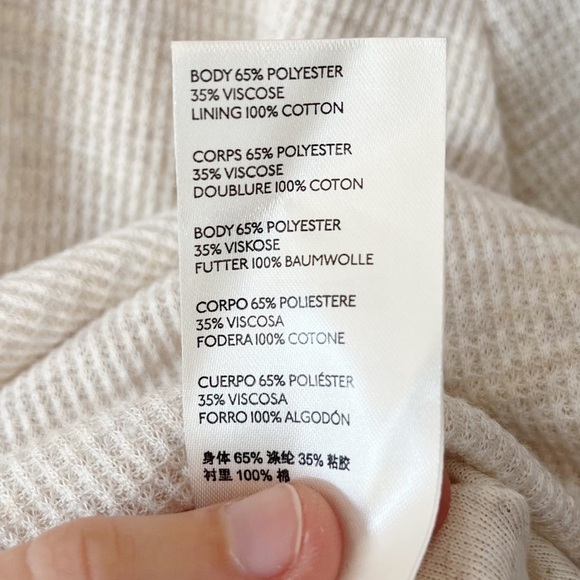 BODY 65% POLYESTER
35% VISCOSE
LINING 100% COTTON
CORPS 65% POLYESTER
35% VISCOSE
DOUBLURE 100% COTON
BODY 65% POLYESTER
35% VISKOSE
FUTTER 100% BAUMWOLLE
CORPO 65% POLIESTERE
35% VISCOSA
FODERA 100% COTONE
CUERPO 65% POLIÉSTER
35% VISCOSA
FORRO 100% ALGODÓN
身体 65% 涤纶 35% 粘胶
衬里 100% 棉